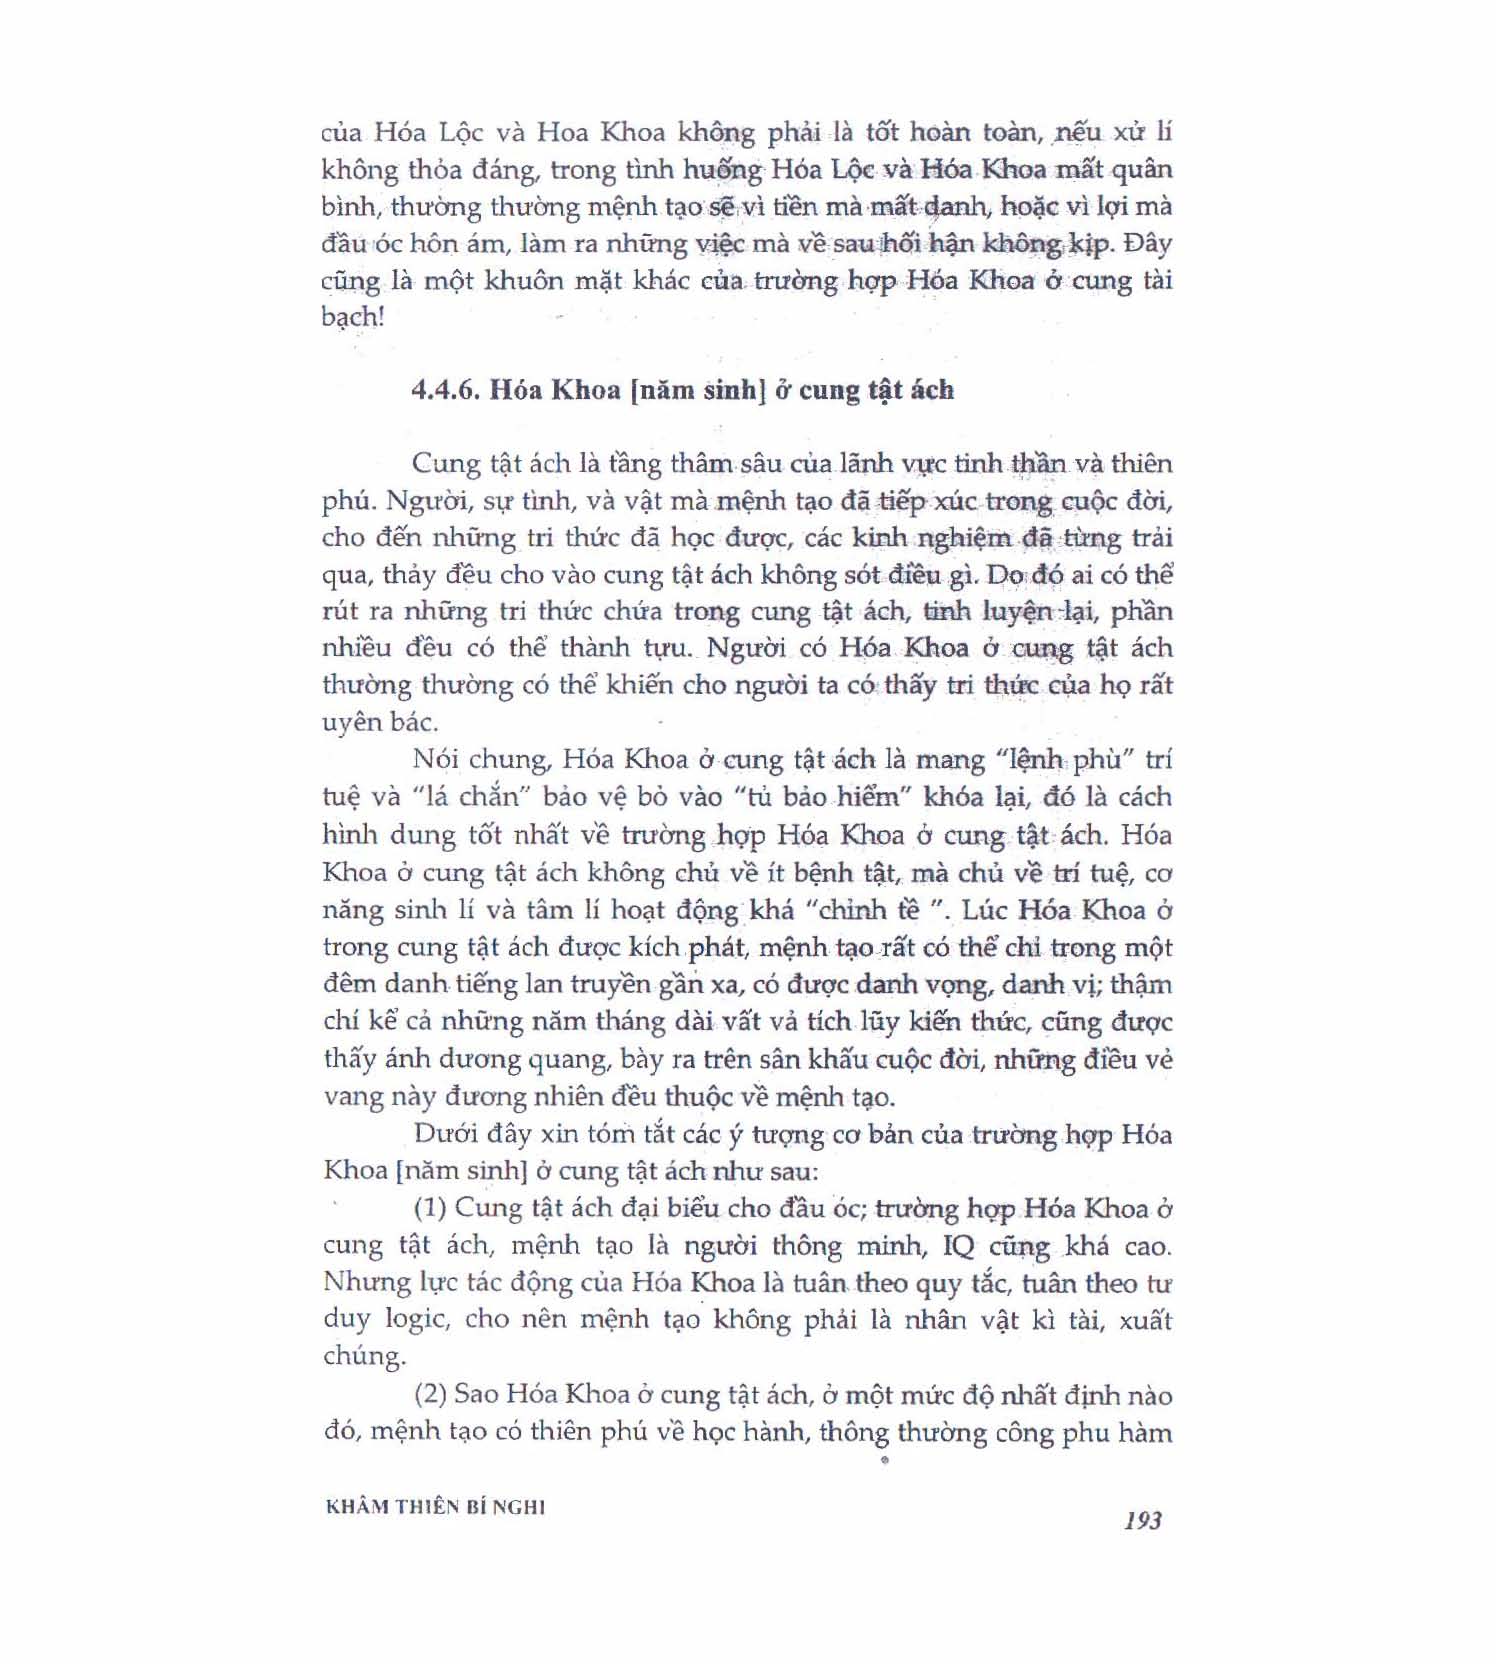 của Hóa Lộc và Hoa Khoa không phải là tốt hoàn toàn, nếu xử lí
không thỏa đáng, trong tình huống Hóa Lộc và Hóa Khoa mất quân
bình, thường thường mệnh tạo sẽ vì tiền mà mất danh, hoặc vì lợi mà
đầu óc hôn ám, làm ra những việc mà về sau hối hận không kịp. Đây
cũng là một khuôn mặt khác của trường hợp Hóa Khoa ở cung tài
bạch!
4.4.6. Hóa Khoa [năm sinh] ở cung tật ách
Cung tật ách là tầng thâm sâu của lãnh vực tinh thần và thiên
phú. Người, sự tình, và vật mà mệnh tạo đã tiếp xúc trong cuộc đời,
cho đến những tri thức đã học được, các kinh nghiệm đã từng trải
qua, thảy đều cho vào cung tật ách không sót điều gì. Do đó ai có thể
rút ra những tri thức chứa trong cung tật ách, tinh luyện lại, phần
nhiều đều có thể thành tựu. Người có Hóa Khoa ở cung tật ách
thường thường có thể khiến cho người ta có thấy tri thức của họ rất
uyên bác.
Nói chung, Hóa Khoa ở cung tật ách là mang "lệnh phù" trí
tuệ và "lá chắn" bảo vệ bỏ vào "tủ bảo hiểm" khóa lại, đó là cách
hình dung tốt nhất về trường hợp Hóa Khoa ở cung tật ách. Hóa
Khoa ở cung tật ách không chủ về ít bệnh tật, mà chủ về trí tuệ, cơ
năng sinh lí và tâm lí hoạt động khá "chỉnh tề ". Lúc Hóa Khoa ở
trong cung tật ách được kích phát, mệnh tạo rất có thể chỉ trong một
đêm danh tiếng lan truyền gần xa, có được danh vọng, danh vị; thậm
chí kể cả những năm tháng dài vất vả tích lũy kiến thức, cũng được
thấy ánh dương quang, bày ra trên sân khấu cuộc đời, những điều vẻ
vang này đương nhiên đều thuộc về mệnh tạo.
Dưới đây xin tóm tắt các ý tượng cơ bản của trường hợp Hóa
Khoa [năm sinh] ở cung tật ách như sau:
(1) Cung tật ách đại biểu cho đầu óc; trường hợp Hóa Khoa ở
cung tật ách, mệnh tạo là người thông minh, IQ cũng khá cao.
Nhưng lực tác động của Hóa Khoa là tuân theo quy tắc, tuân theo tư
duy logic, cho nên mệnh tạo không phải là nhân vật kì tài, xuất
chúng.
(2) Sao Hóa Khoa ở cung tật ách, ở một mức độ nhất định nào
đó, mệnh tạo có thiên phú về học hành, thông thường công phu hàm
KHÂM THIÊN BÍ NGHI
193